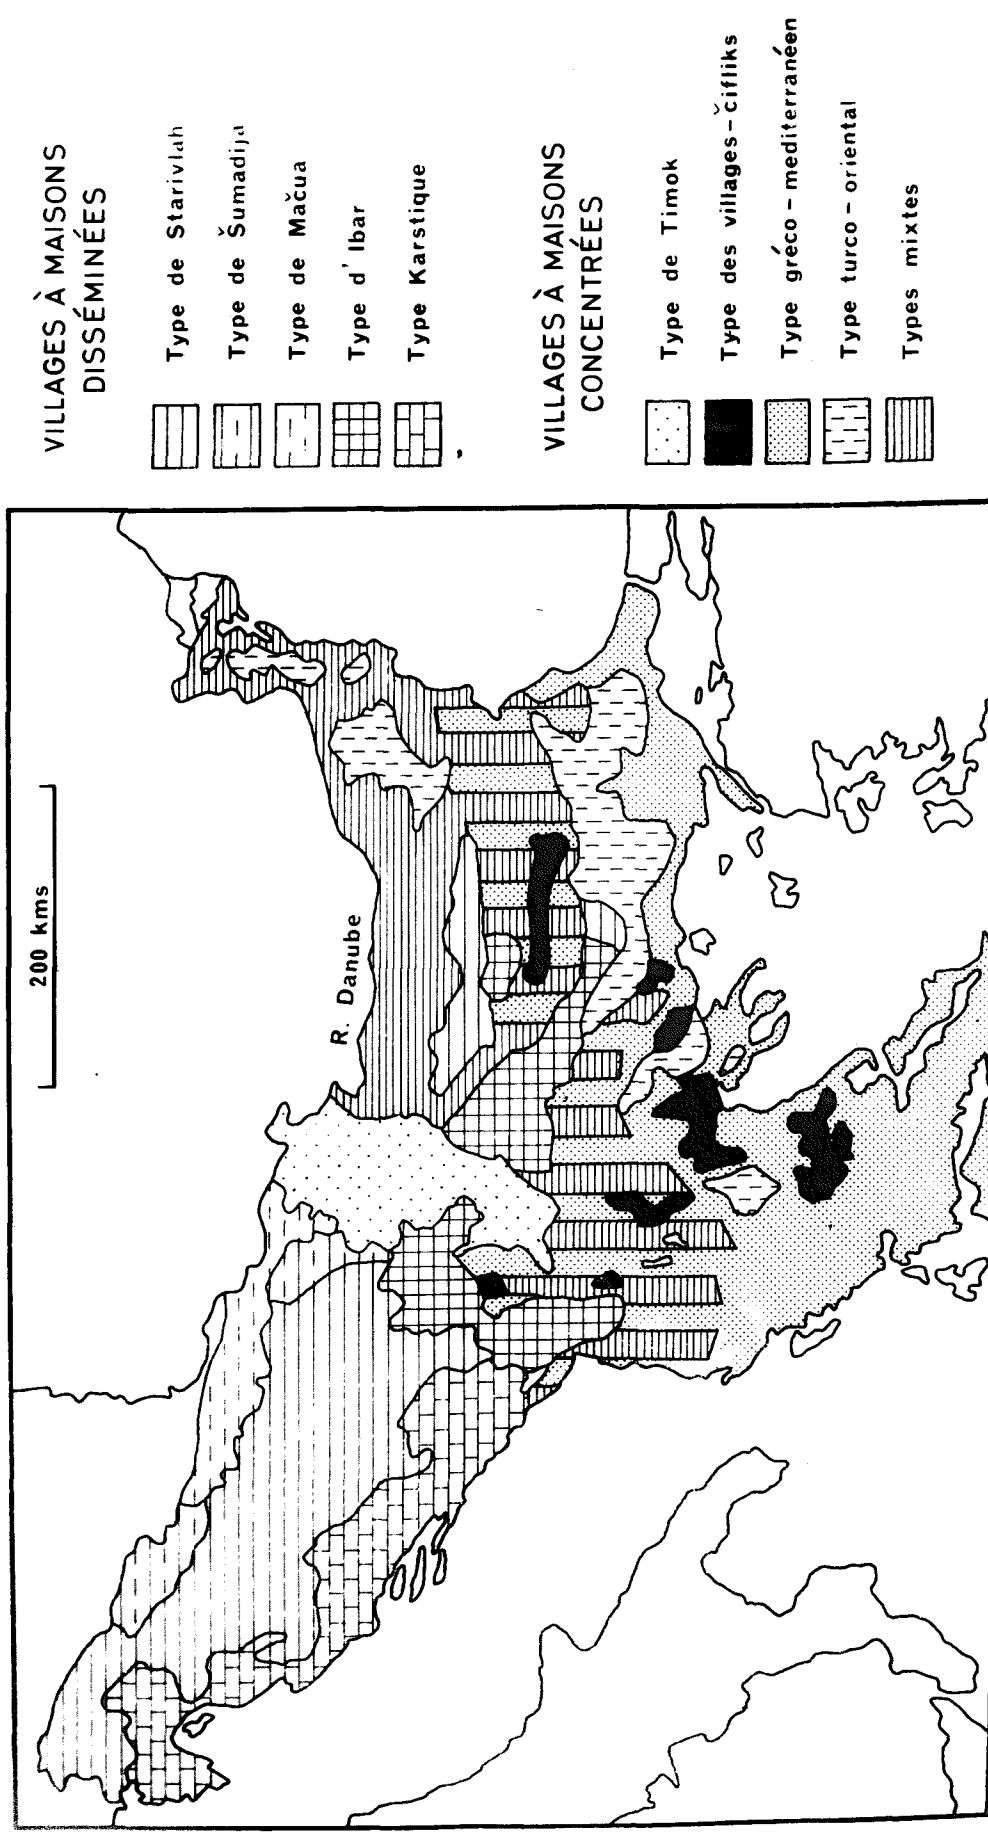 VILLAGES À MAISONS
DISSÉMINÉES
Type de Starivlah
Type de Šumadija
Type de Mačua
Type d' Ibar
Type Karstique
VILLAGES À MAISONS
CONCENTRÉES
Type de Timok
Type des villages-čifliks
Type gréco-mediterranéen
Type turco-oriental
Types mixtes
200 kms
R. Danube